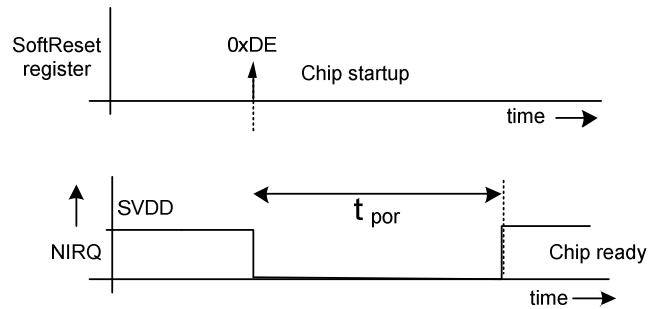 SoftReset
register
0xDE
Chip startup
time
SVDD
t por
NIRQ
Chip ready
time